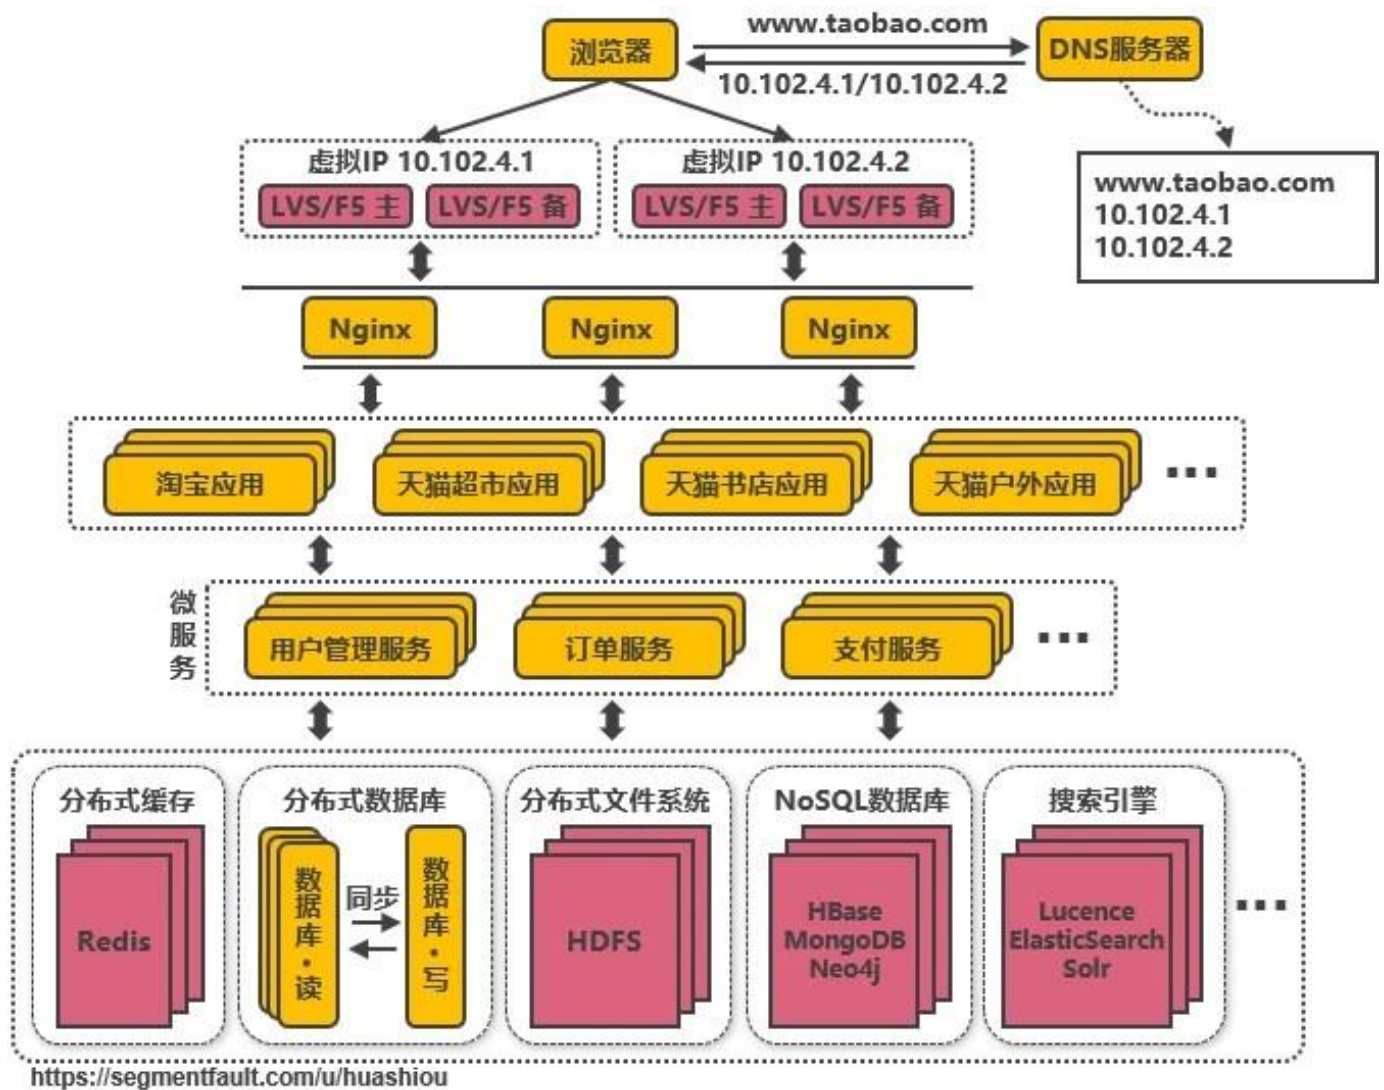 www.taobao.com
浏览器
DNS服务器
10.102.4.1/10.102.4.2
虚拟IP 10.102.4.1
LVS/F5 主
LVS/F5 备
虚拟IP 10.102.4.2
LVS/F5 主
LVS/F5 备
www.taobao.com
10.102.4.1
10.102.4.2
Nginx
Nginx
Nginx
淘宝应用
天猫超市应用
天猫书店应用
天猫户外应用
...
微服务
用户管理服务
订单服务
支付服务
...
分布式缓存
Redis
分布式数据库
数据库·读
同步
数据库·写
分布式文件系统
HDFS
NoSQL数据库
HBase
MongoDB
Neo4j
搜索引擎
Lucence
ElasticSearch
Solr
...
https://segmentfault.com/u/huashiou